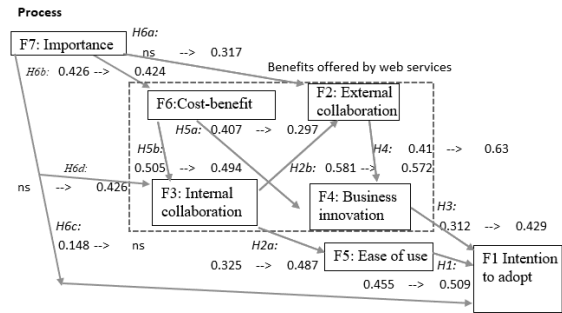 Process
H6a:
F7: Importance
ns --> 0.317
H6b: 0.426 --> 0.424
Benefits offered by web services
F6:Cost-benefit
F2: External
collaboration
H5a: 0.407 --> 0.297
H5b:
0.505 --> 0.494
H4: 0.41 --> 0.63
H2b: 0.581 --> 0.572
H6d:
ns --> 0.426
F3: Internal
collaboration
F4: Business
innovation
H3:
0.312 --> 0.429
H6c:
0.148 --> ns
H2a:
0.325 --> 0.487
F5: Ease of use
H1:
0.455 --> 0.509
F1 Intention
to adopt